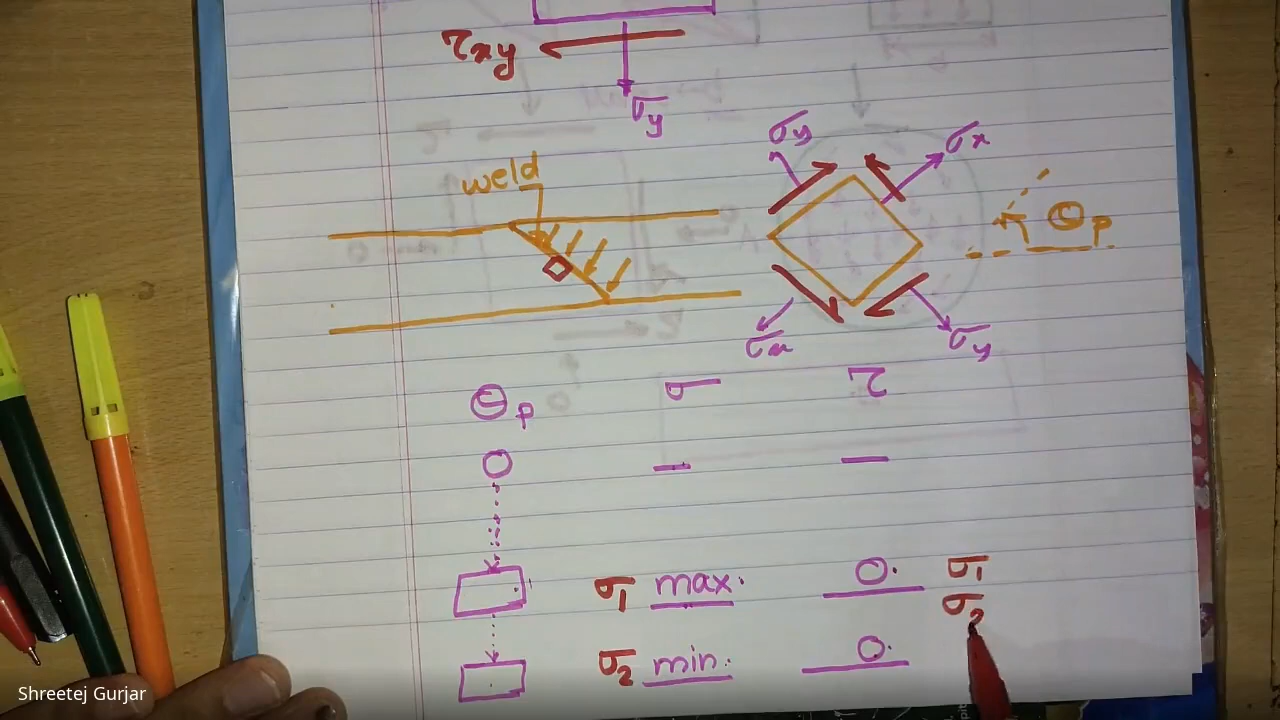 τxy
σy
σy
σx
weld
Θp
σx
σy
Θp σ τ
0 — —
σ1 max. 0. σ1
σ2
σ2 min. 0.
Shreetej Gurjar